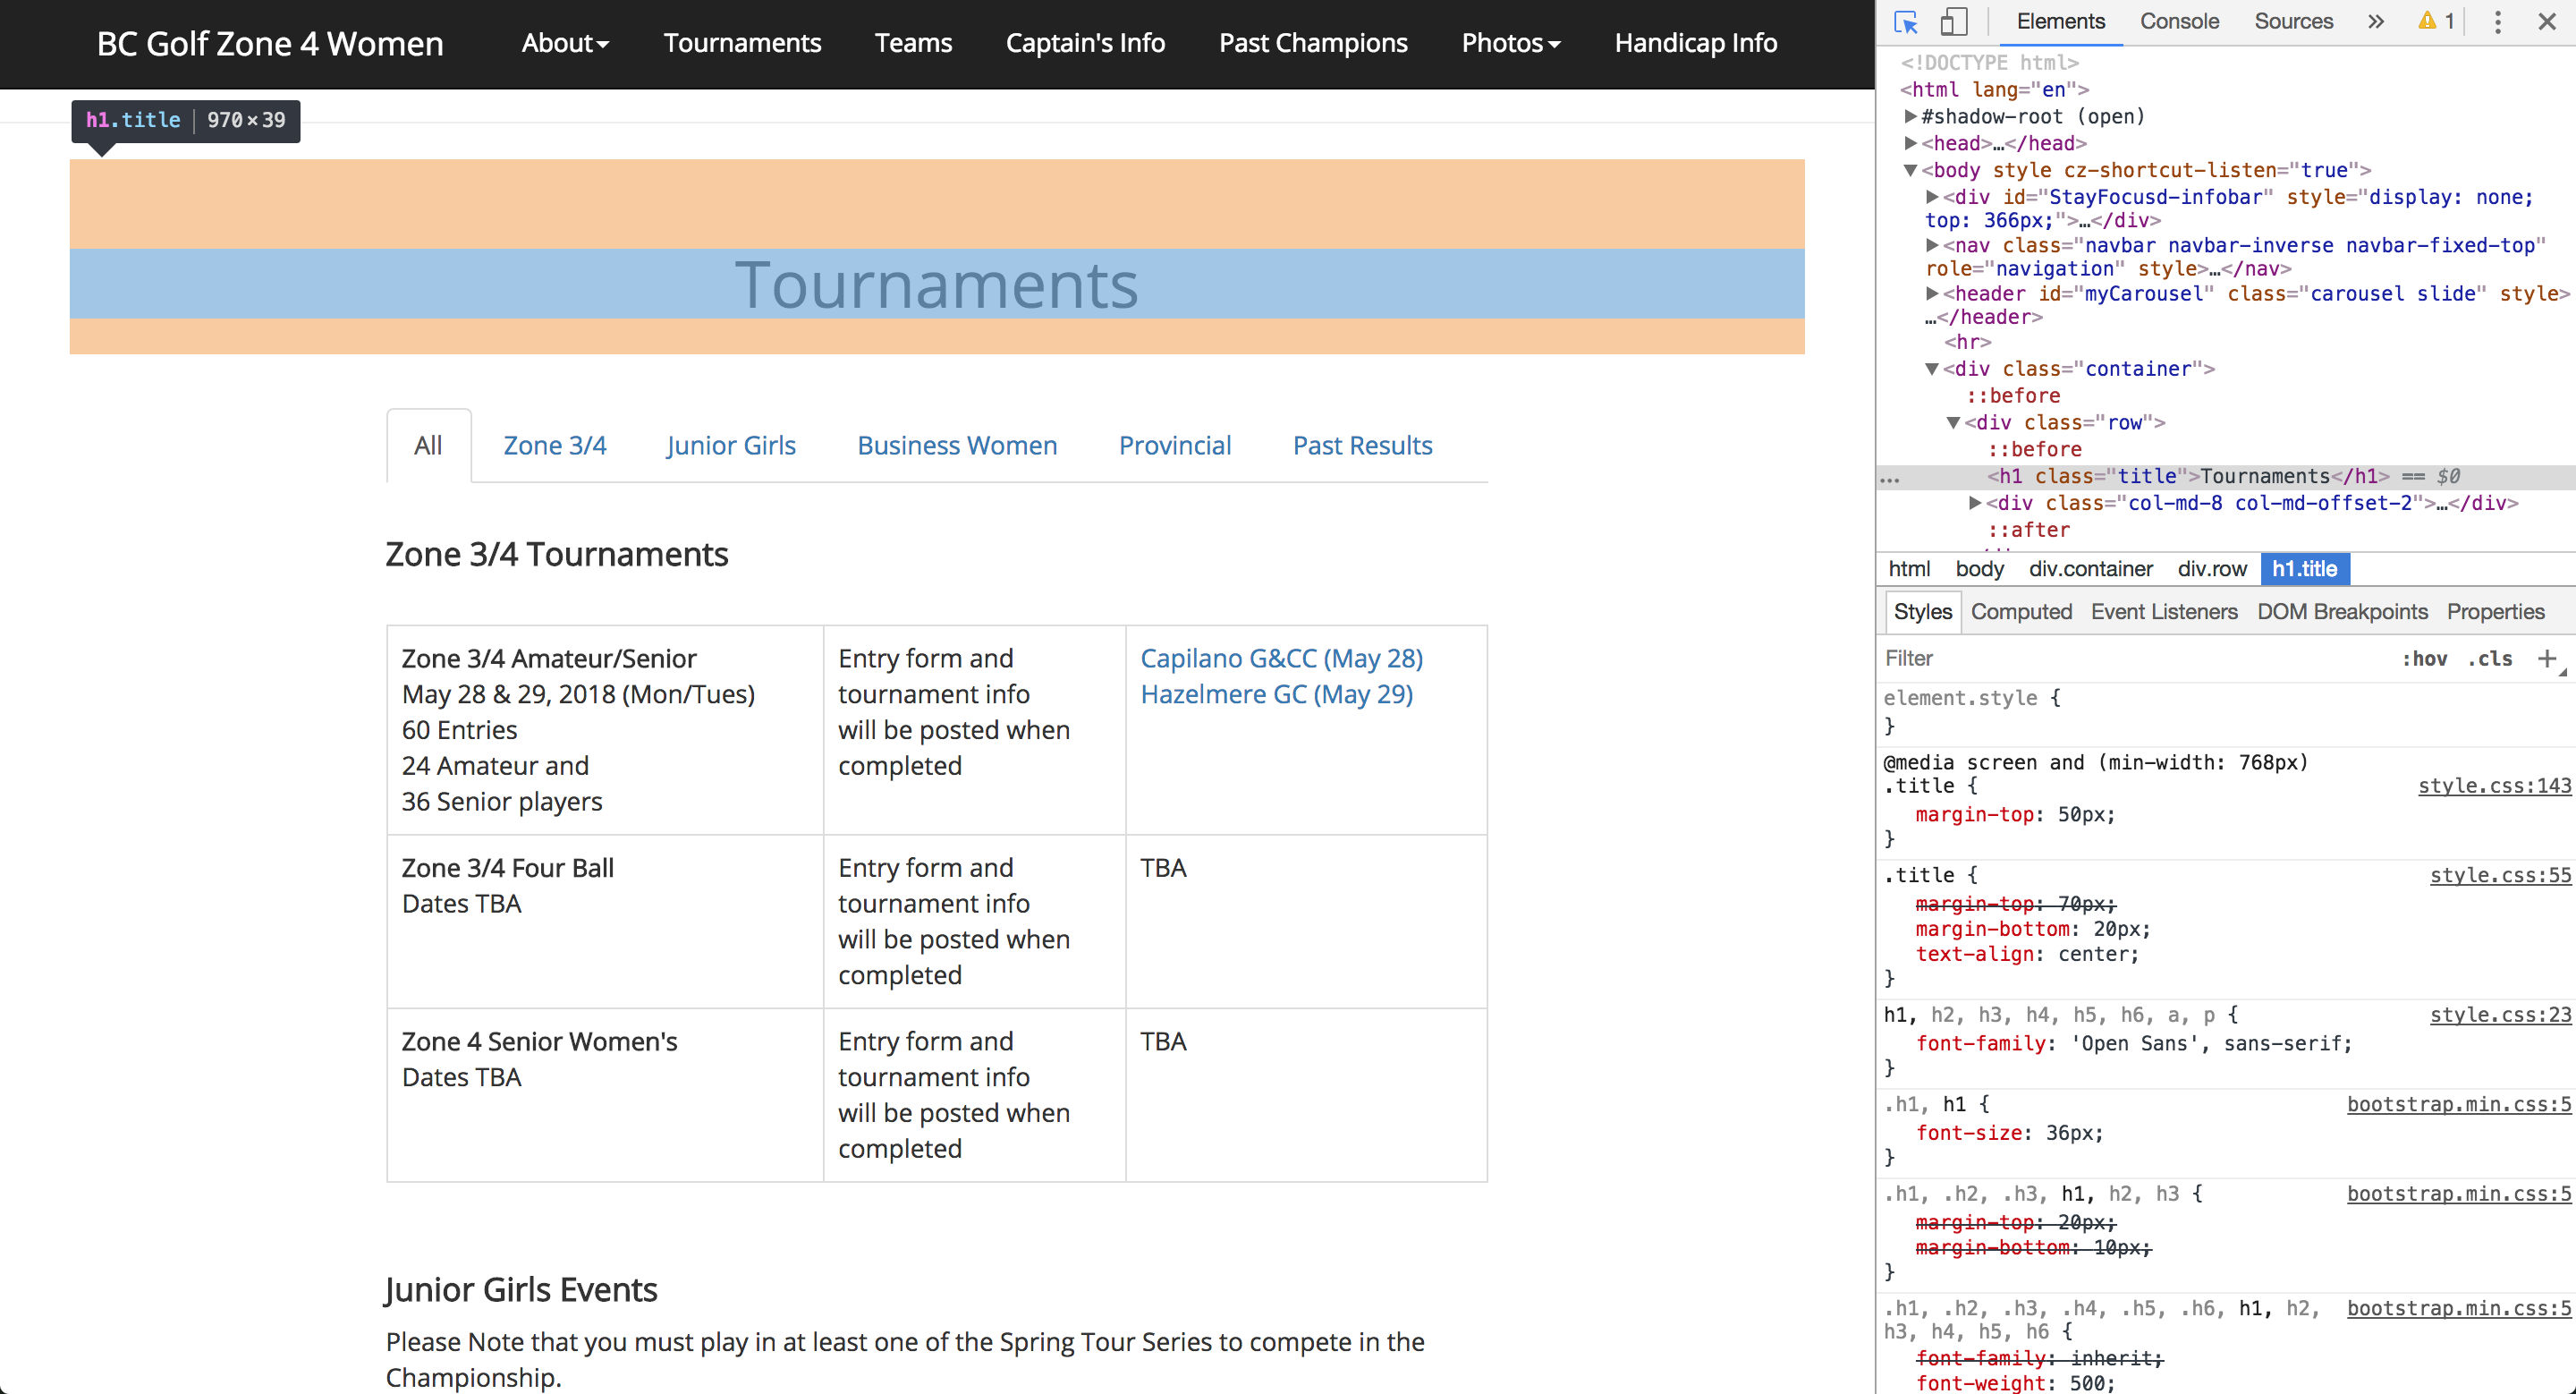 BC Golf Zone 4 Women
About
Tournaments
Teams
Captain's Info
Past Champions
Photos
Handicap Info
h1.title | 970×39
Tournaments
All
Zone 3/4
Junior Girls
Business Women
Provincial
Past Results
Zone 3/4 Tournaments
Zone 3/4 Amateur/Senior
May 28 & 29, 2018 (Mon/Tues)
60 Entries
24 Amateur and
36 Senior players
Entry form and
tournament info
will be posted when
completed
Capilano G&CC (May 28)
Hazelmere GC (May 29)
Zone 3/4 Four Ball
Dates TBA
Entry form and
tournament info
will be posted when
completed
TBA
Zone 4 Senior Women's
Dates TBA
Entry form and
tournament info
will be posted when
completed
TBA
Junior Girls Events
Please Note that you must play in at least one of the Spring Tour Series to compete in the
Championship.
Elements
Console
Sources
»
1
<!DOCTYPE html>
<html lang="en">
#shadow-root (open)
<head>…</head>
<body style cz-shortcut-listen="true">
<div id="StayFocusd-infobar" style="display: none;
top: 366px;">…</div>
<nav class="navbar navbar-inverse navbar-fixed-top"
role="navigation" style>…</nav>
<header id="myCarousel" class="carousel slide" style>
…</header>
<hr>
<div class="container">
::before
<div class="row">
::before
... <h1 class="title">Tournaments</h1> == $0
<div class="col-md-8 col-md-offset-2">…</div>
::after
html
body
div.container
div.row
h1.title
Styles
Computed
Event Listeners
DOM Breakpoints
Properties
Filter
:hov
.cls
+
element.style {
}
@media screen and (min-width: 768px)
.title {
style.css:143
margin-top: 50px;
}
.title {
style.css:55
margin-top: 70px;
margin-bottom: 20px;
text-align: center;
}
h1, h2, h3, h4, h5, h6, a, p {
style.css:23
font-family: 'Open Sans', sans-serif;
}
.h1, h1 {
bootstrap.min.css:5
font-size: 36px;
}
.h1, .h2, .h3, h1, h2, h3 {
bootstrap.min.css:5
margin-top: 20px;
margin-bottom: 10px;
}
.h1, .h2, .h3, .h4, .h5, .h6, h1, h2,
bootstrap.min.css:5
h3, h4, h5, h6 {
font-family: inherit;
font-weight: 500;